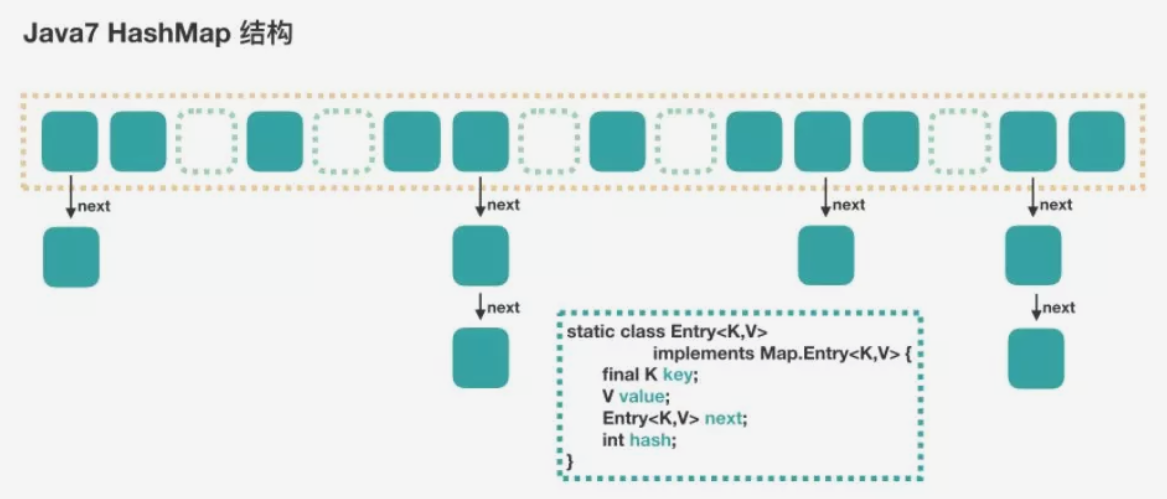 Java7 HashMap 结构
next
next
next
next
next
next
static class Entry<K,V>
implements Map.Entry<K,V> {
final K key;
V value;
Entry<K,V> next;
int hash;
}